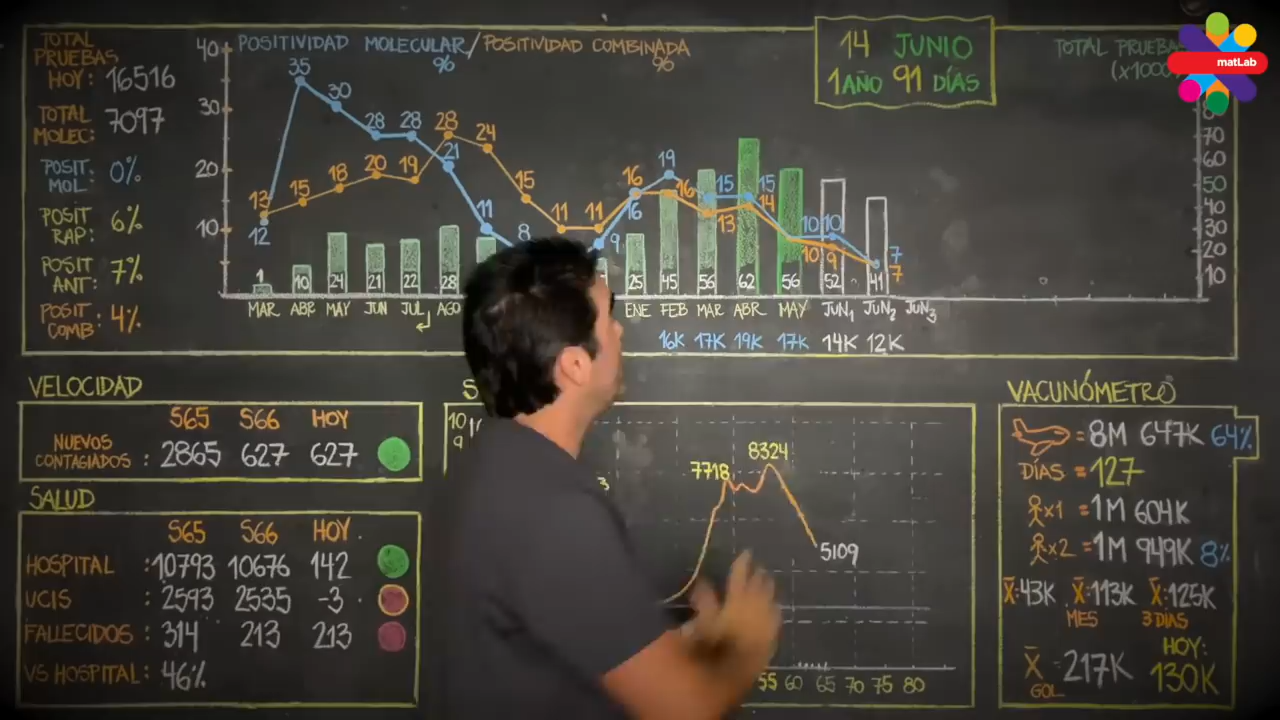 TOTAL
PRUEBAS
HOY: 16516
TOTAL
MOLEC: 7097
POSIT.
MOL: 0%
POSIT
RAP: 6%
POSIT
ANT: 7%
POSIT
COMB: 4%
POSITIVIDAD MOLECULAR/POSITIVIDAD COMBINADA
% %
14 JUNIO
1AÑO 91 DÍAS
TOTAL
matLab
40
30
20
10
35 30 28 28 21 11 8 9 16 19 15 15 10 10 7
12
13 15 18 20 19 28 24 15 11 11 16 16 13 14 10 9 7
1 10 24 21 22 28 25 45 56 62 56 52 41
70
60
50
40
30
20
10
MAR ABR MAY JUN JUL AGO ENE FEB MAR ABR MAY JUN1 JUN2 JUN3
16K 17K 19K 17K 14K 12K
VELOCIDAD
S65 S66 HOY
NUEVOS
CONTAGIADOS : 2865 627 627
SALUD
S65 S66 HOY
HOSPITAL :10793 10676 142
UCIS : 2593 2535 -3
FALLECIDOS : 314 213 213
VS HOSPITAL: 46%
S
10
9
7718
8324
5109
55 60 65 70 75 80
VACUNÓMETRO
= 8M 647K 64%
DÍAS = 127
x1 = 1M 604K
x2 = 1M 949K 8%
X̄:43K X̄:113K X̄:125K
MES 3 DÍAS
X̄ 217K HOY:
GOL 130K